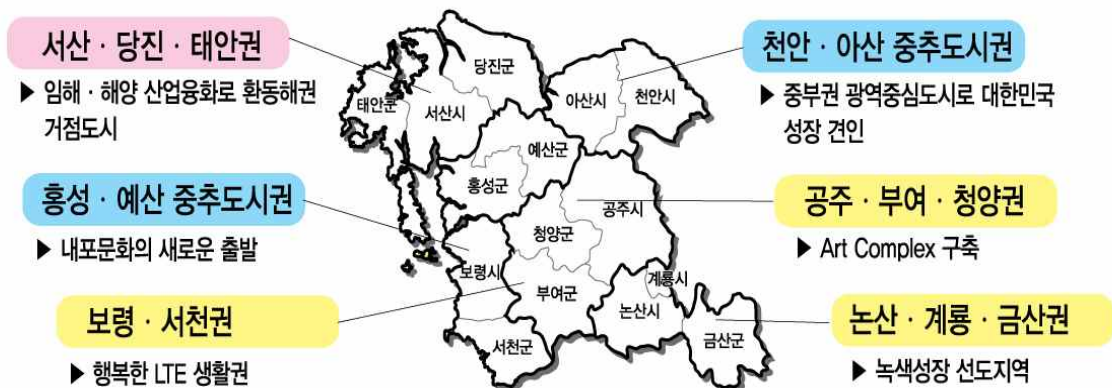 서산 · 당진 · 태안권
▶ 임해 · 해양 산업융화로 환동해권
거점도시
홍성 · 예산 중추도시권
▶ 내포문화의 새로운 출발
보령 · 서천권
▶ 행복한 LTE 생활권
당진군
태안군
서산시
아산시
천안시
예산군
홍성군
공주시
청양군
보령시
계룡시
부여군
논산시
서천군
금산군
천안 · 아산 중추도시권
▶ 중부권 광역중심도시로 대한민국
성장 견인
공주 · 부여 · 청양권
▶ Art Complex 구축
논산 · 계룡 · 금산권
▶ 녹색성장 선도지역